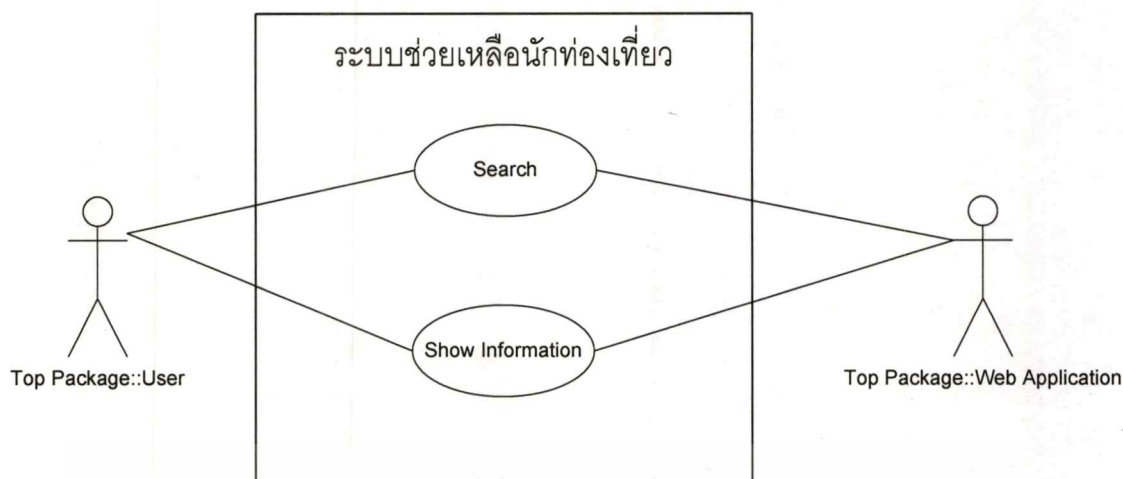 ระบบช่วยเหลือนักท่องเที่ยว
Search
Show Information
Top Package::User
Top Package::Web Application